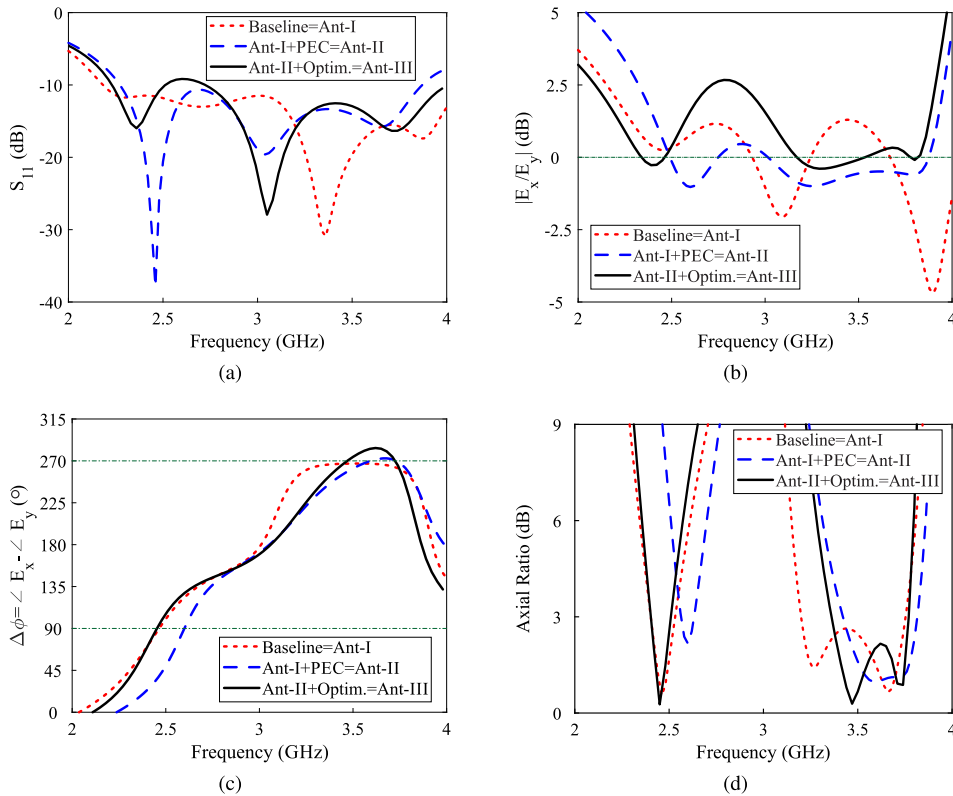 0
-10
-20
-30
-40
S11 (dB)
Baseline=Ant-I
Ant-I+PEC=Ant-II
Ant-II+Optim.=Ant-III
2
2.5
3
3.5
4
Frequency (GHz)
(a)
5
2.5
0
-2.5
-5
|Ex/Ey|
Baseline=Ant-I
Ant-I+PEC=Ant-II
Ant-II+Optim.=Ant-III
2
2.5
3
3.5
4
Frequency (GHz)
(b)
315
270
225
180
135
90
45
0
Δϕ=∠ Ex - ∠ Ey (°)
Baseline=Ant-I
Ant-I+PEC=Ant-II
Ant-II+Optim.=Ant-III
2
2.5
3
3.5
4
Frequency (GHz)
(c)
9
6
3
0
Axial Ratio (dB)
Baseline=Ant-I
Ant-I+PEC=Ant-II
Ant-II+Optim.=Ant-III
2
2.5
3
3.5
4
Frequency (GHz)
(d)